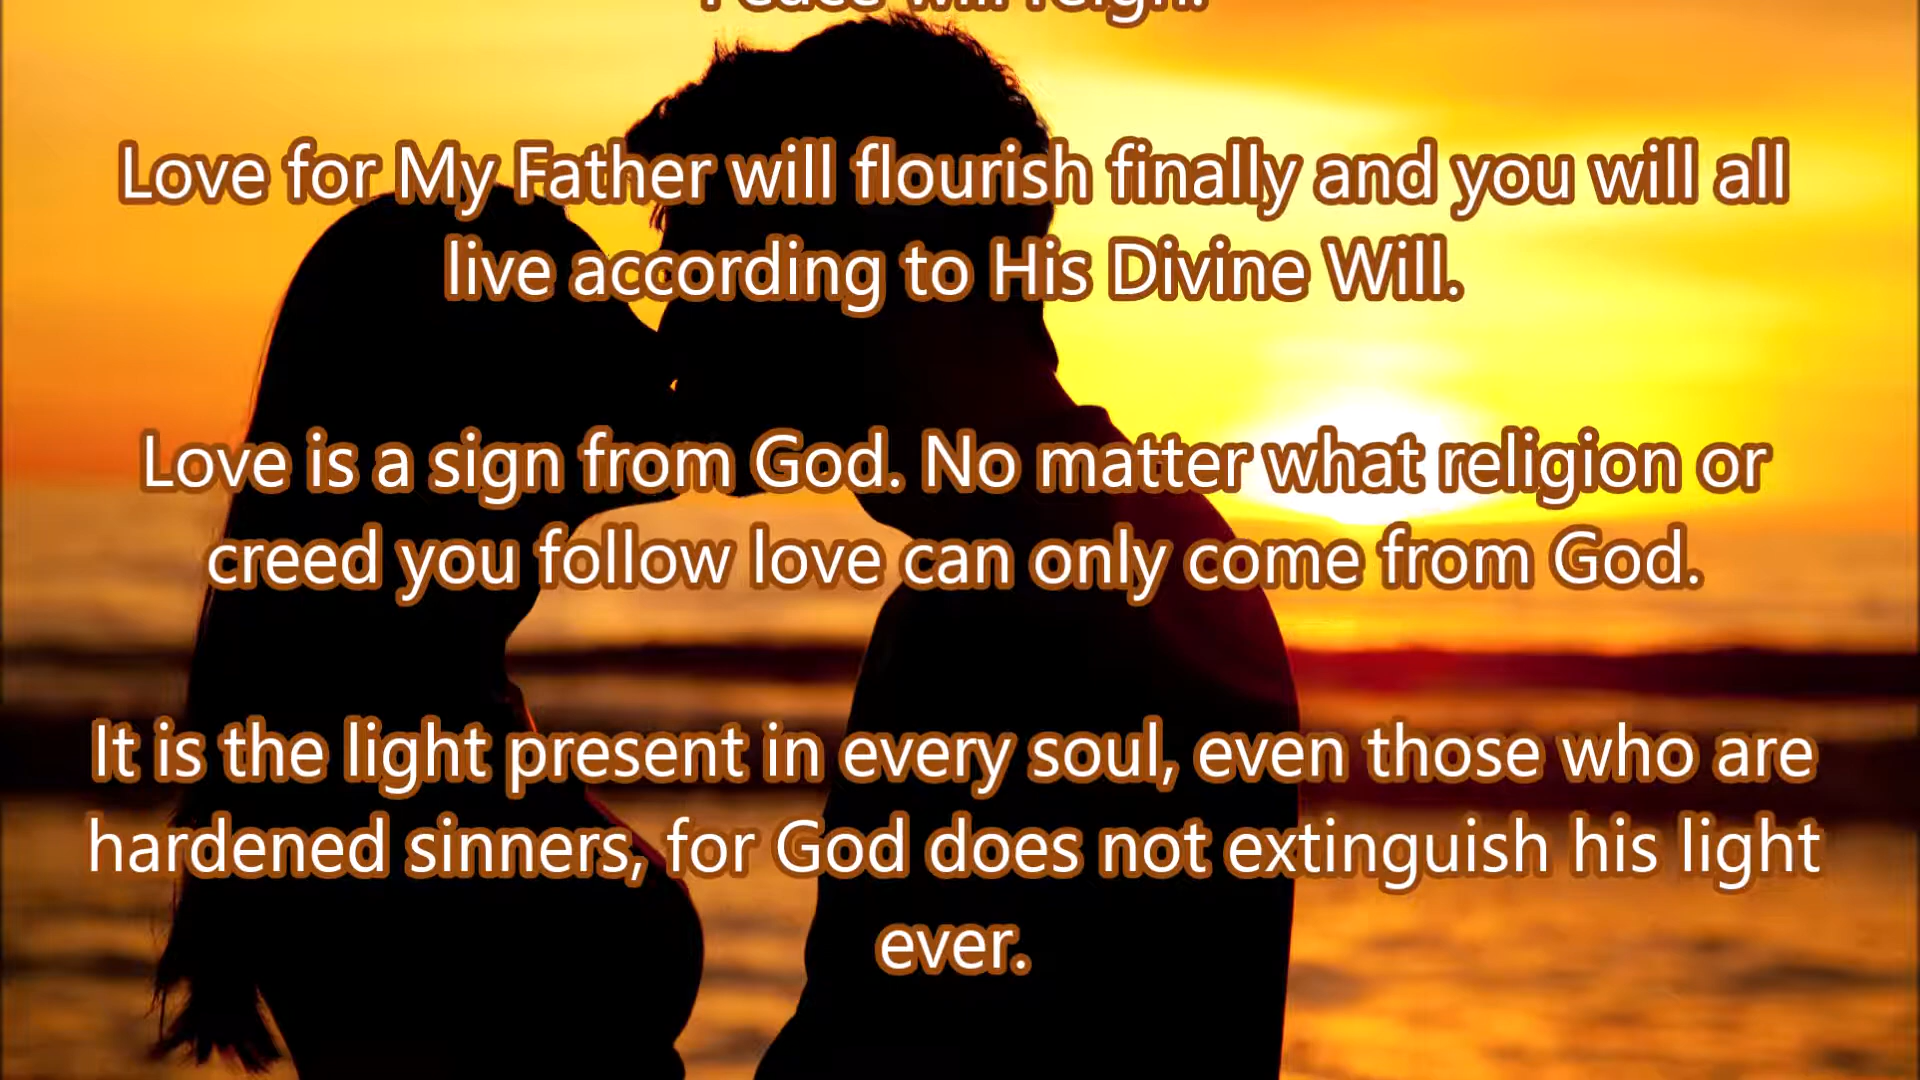 Peace will reign.
Love for My Father will flourish finally and you will all
live according to His Divine Will.
Love is a sign from God. No matter what religion or
creed you follow love can only come from God.
It is the light present in every soul, even those who are
hardened sinners, for God does not extinguish his light
ever.